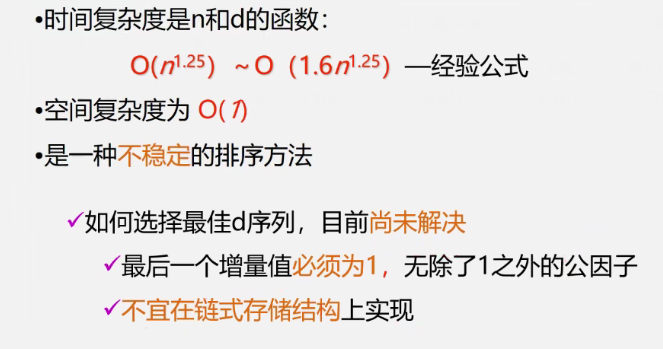 •时间复杂度是n和d的函数：
O(n^1.25) ~O (1.6n^1.25) —经验公式
•空间复杂度为 O(1)
•是一种不稳定的排序方法
✓如何选择最佳d序列，目前尚未解决
✓最后一个增量值必须为1，无除了1之外的公因子
✓不宜在链式存储结构上实现